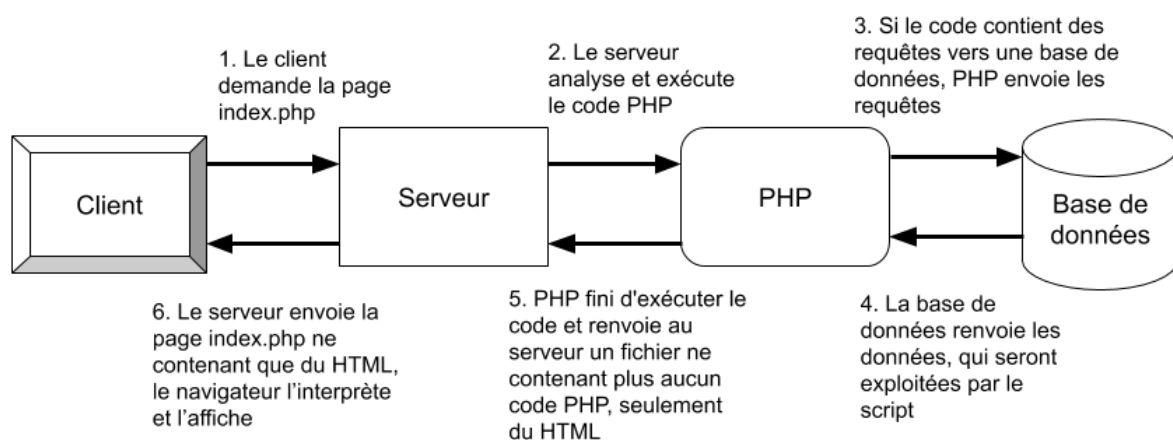 1. Le client
demande la page
index.php
2. Le serveur
analyse et exécute
le code PHP
3. Si le code contient des
requêtes vers une base de
données, PHP envoie les
requêtes
Client
Serveur
PHP
Base de
données
6. Le serveur envoie la
page index.php ne
contenant que du HTML,
le navigateur l'interprète
et l'affiche
5. PHP fini d'exécuter le
code et renvoie au
serveur un fichier ne
contenant plus aucun
code PHP, seulement
du HTML
4. La base de
données renvoie les
données, qui seront
exploitées par le
script